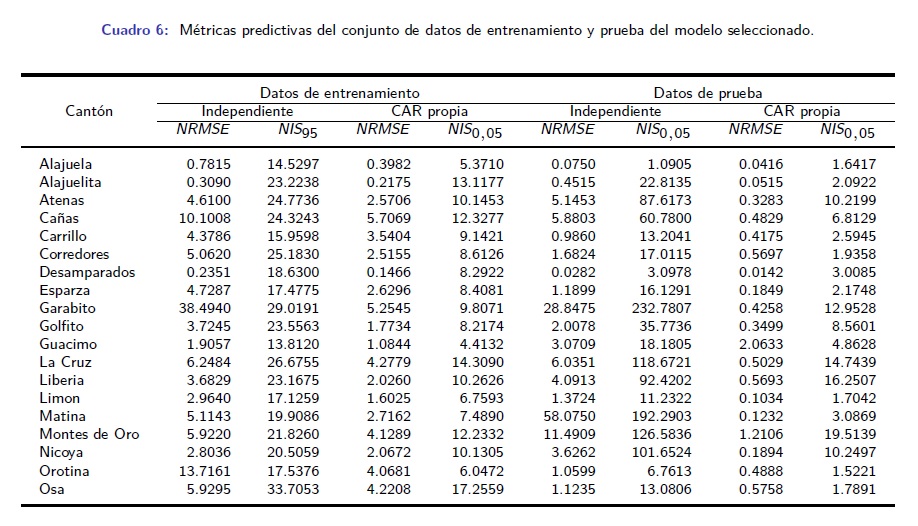 Cuadro 6: Métricas predictivas del conjunto de datos de entrenamiento y prueba del modelo seleccionado.
Datos de entrenamiento Datos de prueba
Cantón Independiente CAR propia Independiente CAR propia
NRMSE NIS95 NRMSE NIS0,05 NRMSE NIS0,05 NRMSE NIS0,05
Alajuela 0.7815 14.5297 0.3982 5.3710 0.0750 1.0905 0.0416 1.6417
Alajuelita 0.3090 23.2238 0.2175 13.1177 0.4515 22.8135 0.0515 2.0922
Atenas 4.6100 24.7736 2.5706 10.1453 5.1453 87.6173 0.3283 10.2199
Cañas 10.1008 24.3243 5.7069 12.3277 5.8803 60.7800 0.4829 6.8129
Carrillo 4.3786 15.9598 3.5404 9.1421 0.9860 13.2041 0.4175 2.5945
Corredores 5.0620 25.1830 2.5155 8.6126 1.6824 17.0115 0.5697 1.9358
Desamparados 0.2351 18.6300 0.1466 8.2922 0.0282 3.0978 0.0142 3.0085
Esparza 4.7287 17.4775 2.6296 8.4081 1.1899 16.1291 0.1849 2.1748
Garabito 38.4940 29.0191 5.2545 9.8071 28.8475 232.7807 0.4258 12.9528
Golfito 3.7245 23.5563 1.7734 8.2174 2.0078 35.7736 0.3499 8.5601
Guacimo 1.9057 13.8120 1.0844 4.4132 3.0709 18.1805 2.0633 4.8628
La Cruz 6.2484 26.6755 4.2779 14.3090 6.0351 118.6721 0.5029 14.7439
Liberia 3.6829 23.1675 2.0260 10.2626 4.0913 92.4202 0.5693 16.2507
Limon 2.9640 17.1259 1.6025 6.7593 1.3724 11.2322 0.1034 1.7042
Matina 5.1143 19.9086 2.7162 7.4890 58.0750 192.2903 0.1232 3.0869
Montes de Oro 5.9220 21.8260 4.1289 12.2332 11.4909 126.5836 1.2106 19.5139
Nicoya 2.8036 20.5059 2.0672 10.1305 3.6262 101.6524 0.1894 10.2497
Orotina 13.7161 17.5376 4.0681 6.0472 1.0599 6.7613 0.4888 1.5221
Osa 5.9295 33.7053 4.2208 17.2559 1.1235 13.0806 0.5758 1.7891